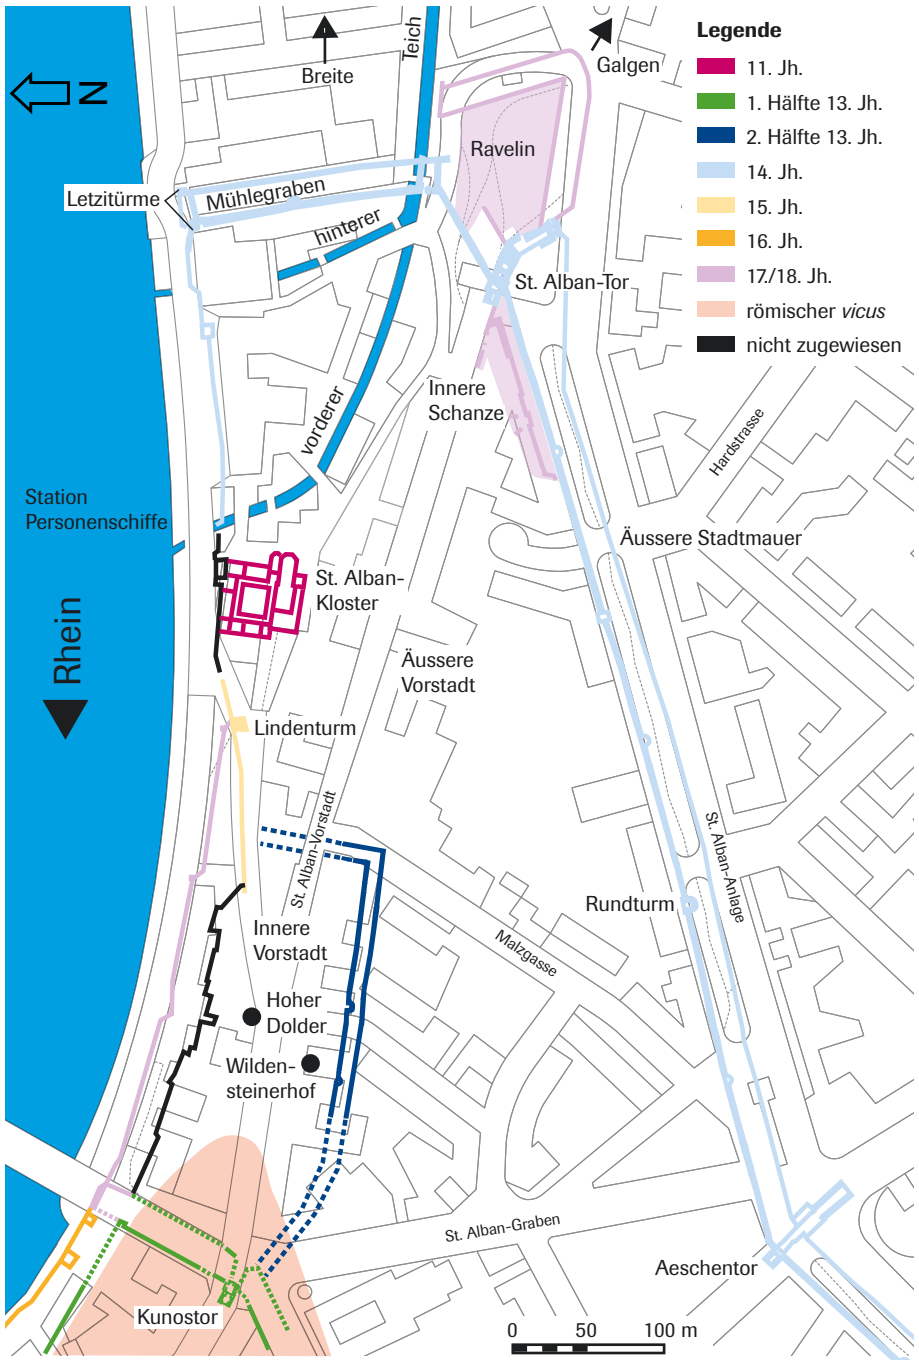 Legende
11. Jh.
1. Hälfte 13. Jh.
2. Hälfte 13. Jh.
14. Jh.
15. Jh.
16. Jh.
17./18. Jh.
römischer vicus
nicht zugewiesen
N
Breite
Teich
Galgen
Ravelin
Letzitürme
Mühlegraben
hinterer
St. Alban-Tor
Innere
Schanze
vorderer
Hardstrasse
Station
Personenschiffe
Äussere Stadtmauer
St. Alban-
Kloster
Rhein
Äussere
Vorstadt
Lindenturm
St. Alban-Vorstadt
St. Alban-Anlage
Rundturm
Innere
Vorstadt
Malzgasse
Hoher
Dolder
Wilden-
steinerhof
St. Alban-Graben
Aeschentor
Kunostor
0 50 100 m